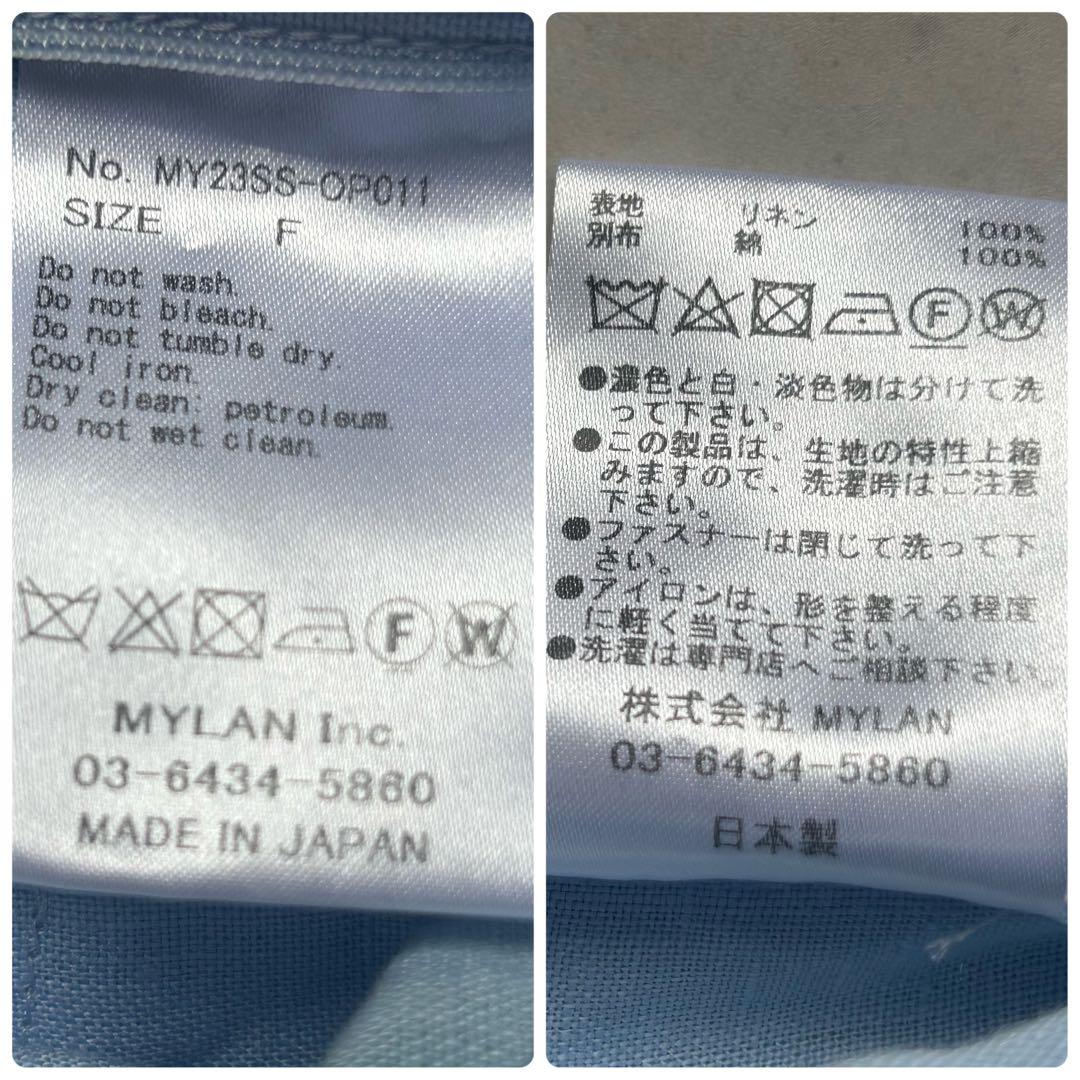 No. MY23SS-OP011
SIZE F
Do not wash.
Do not bleach.
Do not tumble dry.
Cool iron.
Dry clean: petroleum.
Do not wet clean.
F W
MYLAN Inc.
03-6434-5860
MADE IN JAPAN
表地 リネン 100%
別布 綿 100%
F W
●濃色と白・淡色物は分けて洗
って下さい。
●この製品は、生地の特性上縮
みますので、洗濯時はご注意
下さい。
●ファスナーは閉じて洗って下
さい。
●アイロンは、形を整える程度
に軽く当てて下さい。
●洗濯は専門店へご相談下さい。
株式会社 MYLAN
03-6434-5860
日本製